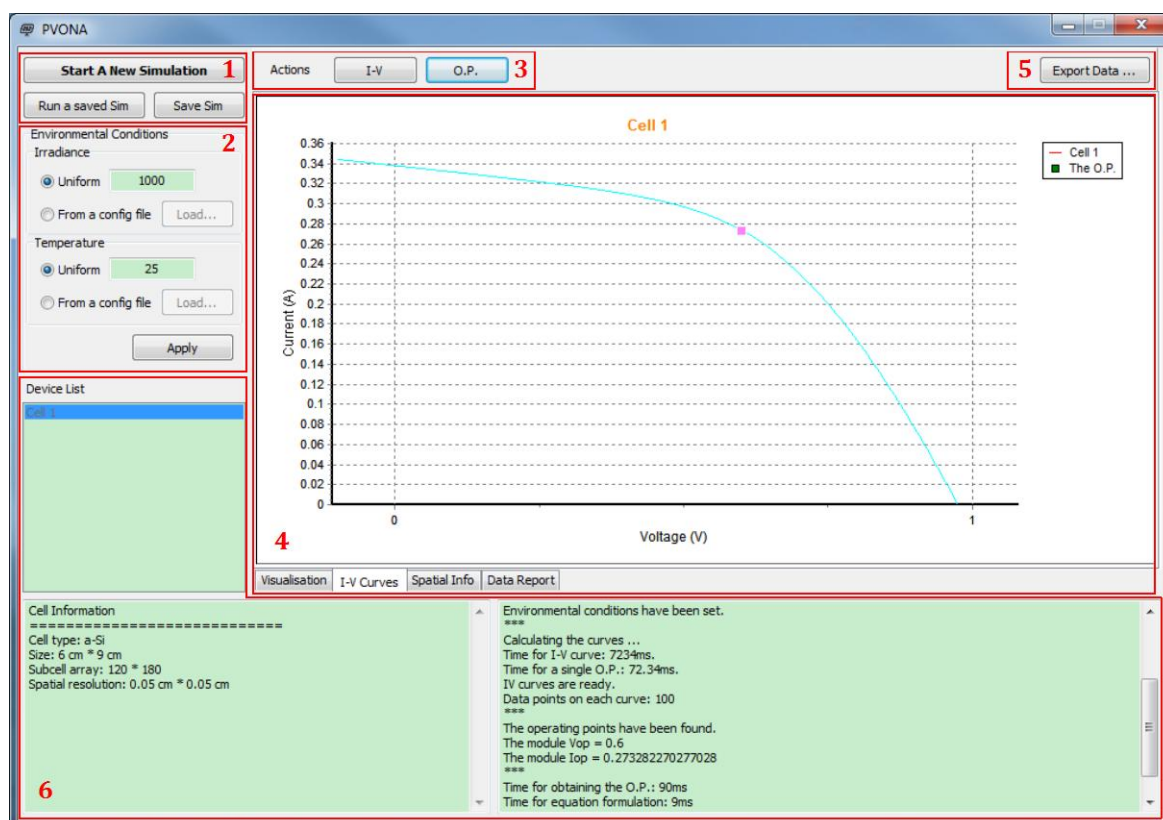 PVONA
Start A New Simulation 1
Run a saved Sim Save Sim
Actions I-V O.P. 3
5 Export Data ...
Environmental Conditions
2
Irradiance
Uniform 1000
From a config file Load...
Temperature
Uniform 25
From a config file Load...
Apply
Device List
Cell 1
Cell 1
Cell 1
The O.P.
0.36
0.34
0.32
0.3
0.28
0.26
0.24
0.22
0.2
0.18
0.16
0.14
0.12
0.1
0.08
0.06
0.04
0.02
0
Current (A)
0 1
Voltage (V)
4
Visualisation I-V Curves Spatial Info Data Report
Cell Information
============================
Cell type: a-Si
Size: 6 cm * 9 cm
Subcell array: 120 * 180
Spatial resolution: 0.05 cm * 0.05 cm
6
Environmental conditions have been set.
***
Calculating the curves ...
Time for I-V curve: 7234ms.
Time for a single O.P.: 72.34ms.
IV curves are ready.
Data points on each curve: 100
***
The operating points have been found.
The module Vop = 0.6
The module Iop = 0.273282270277028
***
Time for obtaining the O.P.: 90ms
Time for equation formulation: 9ms